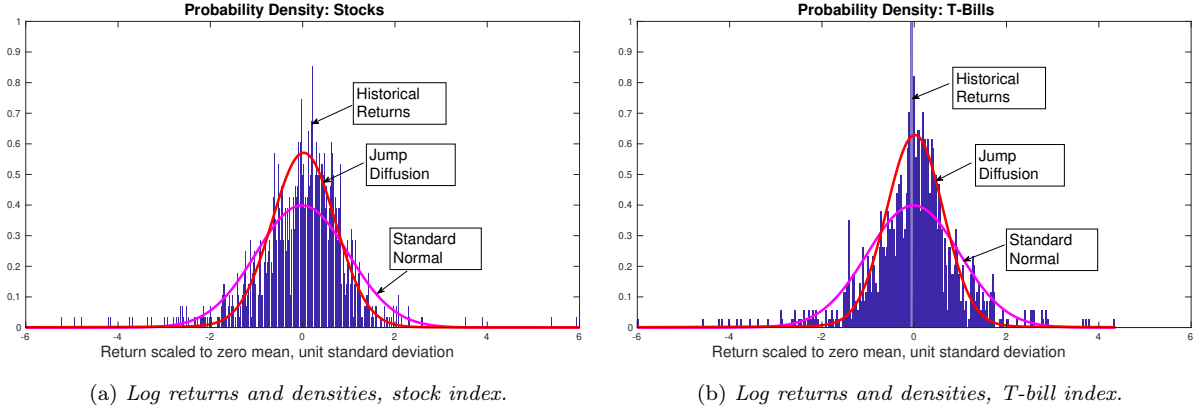 Probability Density: Stocks
1
0.9
0.8
0.7
0.6
0.5
0.4
0.3
0.2
0.1
0
-6
-4
-2
0
2
4
6
Historical
Returns
Jump
Diffusion
Standard
Normal
Return scaled to zero mean, unit standard deviation
(a) Log returns and densities, stock index.
Probability Density: T-Bills
1
0.9
0.8
0.7
0.6
0.5
0.4
0.3
0.2
0.1
0
-6
-4
-2
0
2
4
6
Historical
Returns
Jump
Diffusion
Standard
Normal
Return scaled to zero mean, unit standard deviation
(b) Log returns and densities, T-bill index.